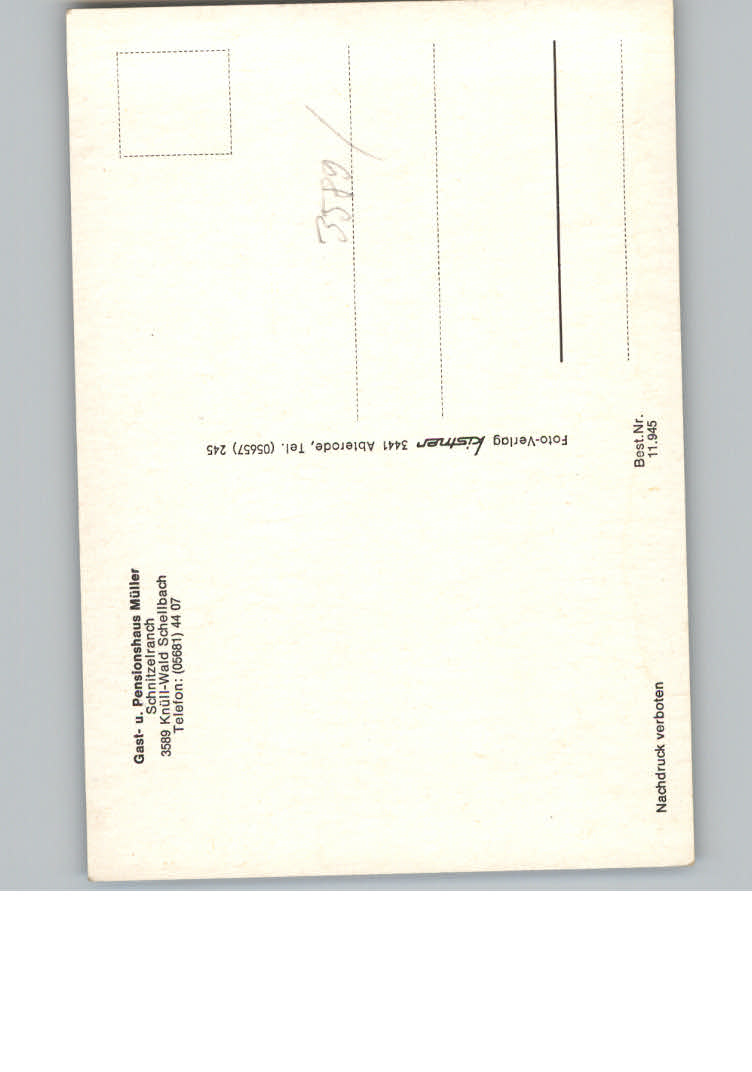 Gast- u. Pensionshaus Müller
Schnitzelranch
3589 Knüll-Wald Schellbach
Telefon: (05681) 44 07
Foto-Verlag Kistner 3441 Abterode, Tel. (05657) 245
3589/
Best.Nr.
11.945
Nachdruck verboten